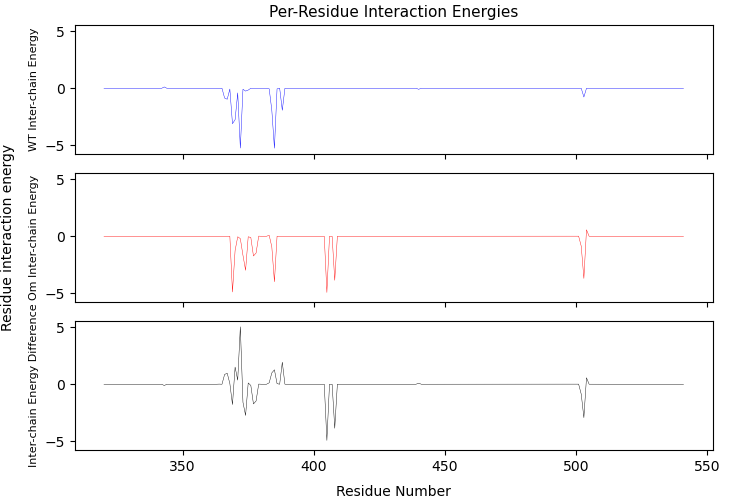 Per-Residue Interaction Energies
Residue interaction energy
WT Inter-chain Energy
5
0
−5
Om Inter-chain Energy
5
0
−5
Inter-chain Energy Difference
5
0
−5
350
400
450
500
550
Residue Number